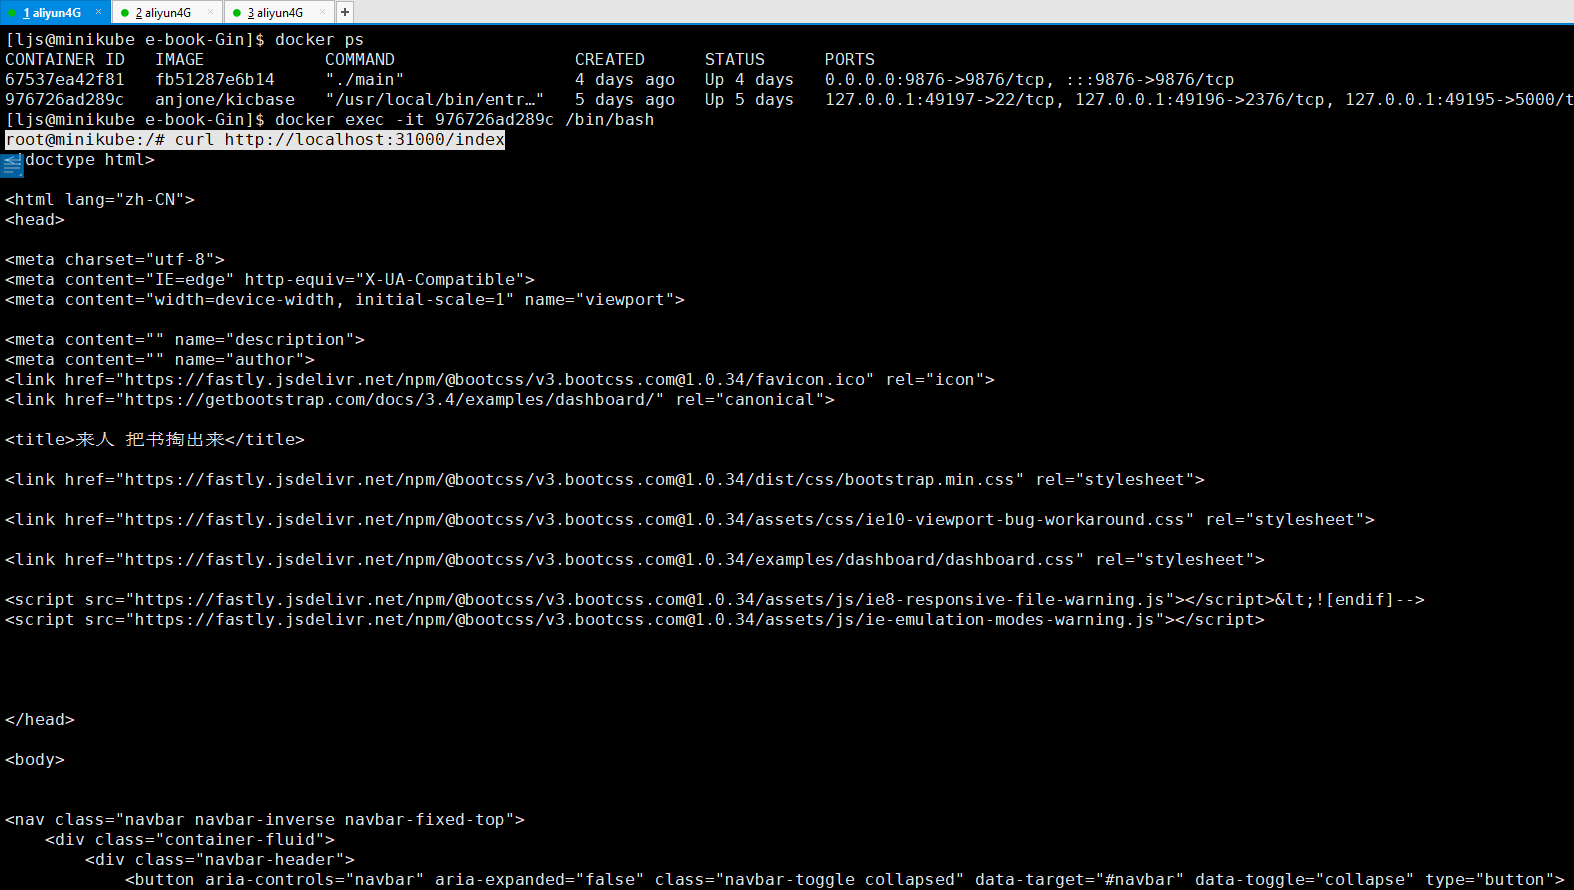 1 aliyun4G × 2 aliyun4G × 3 aliyun4G × +
[ljs@minikube e-book-Gin]$ docker ps
CONTAINER ID   IMAGE            COMMAND                  CREATED      STATUS      PORTS
67537ea42f81   fb51287e6b14     "./main"                 4 days ago   Up 4 days   0.0.0.0:9876->9876/tcp, :::9876->9876/tcp
976726ad289c   anjone/kicbase   "/usr/local/bin/entr…"   5 days ago   Up 5 days   127.0.0.1:49197->22/tcp, 127.0.0.1:49196->2376/tcp, 127.0.0.1:49195->5000/t
[ljs@minikube e-book-Gin]$ docker exec -it 976726ad289c /bin/bash
root@minikube:/# curl http://localhost:31000/index
doctype html>
<html lang="zh-CN">
<head>
<meta charset="utf-8">
<meta content="IE=edge" http-equiv="X-UA-Compatible">
<meta content="width=device-width, initial-scale=1" name="viewport">
<meta content="" name="description">
<meta content="" name="author">
<link href="https://fastly.jsdelivr.net/npm/@bootcss/v3.bootcss.com@1.0.34/favicon.ico" rel="icon">
<link href="https://getbootstrap.com/docs/3.4/examples/dashboard/" rel="canonical">
<title>来人 把书掏出来</title>
<link href="https://fastly.jsdelivr.net/npm/@bootcss/v3.bootcss.com@1.0.34/dist/css/bootstrap.min.css" rel="stylesheet">
<link href="https://fastly.jsdelivr.net/npm/@bootcss/v3.bootcss.com@1.0.34/assets/css/ie10-viewport-bug-workaround.css" rel="stylesheet">
<link href="https://fastly.jsdelivr.net/npm/@bootcss/v3.bootcss.com@1.0.34/examples/dashboard/dashboard.css" rel="stylesheet">
<script src="https://fastly.jsdelivr.net/npm/@bootcss/v3.bootcss.com@1.0.34/assets/js/ie8-responsive-file-warning.js"></script>&lt;![endif]-->
<script src="https://fastly.jsdelivr.net/npm/@bootcss/v3.bootcss.com@1.0.34/assets/js/ie-emulation-modes-warning.js"></script>
</head>
<body>
<nav class="navbar navbar-inverse navbar-fixed-top">
    <div class="container-fluid">
        <div class="navbar-header">
            <button aria-controls="navbar" aria-expanded="false" class="navbar-toggle collapsed" data-target="#navbar" data-toggle="collapse" type="button">